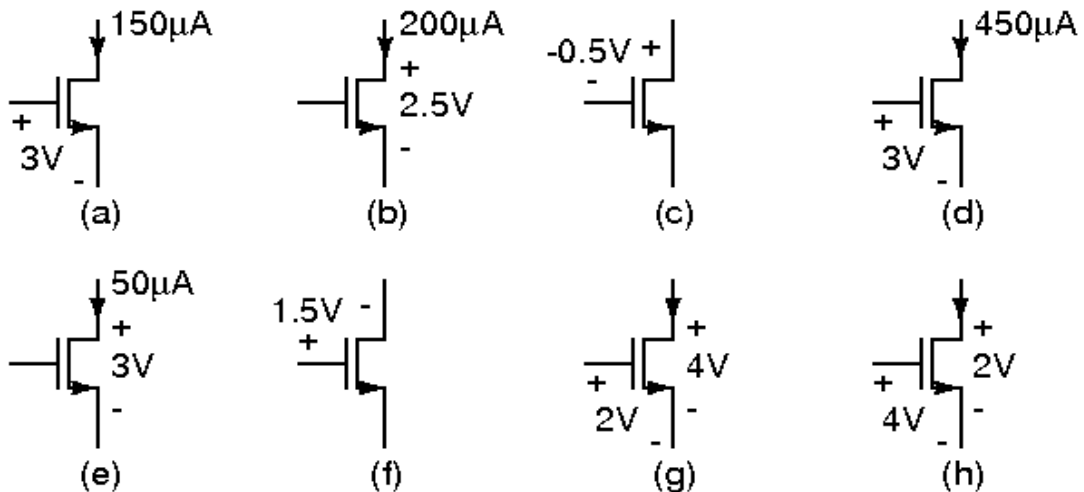 150μA
+
3V
-
(a)
200μA
+
2.5V
-
(b)
-0.5V +
-
(c)
450μA
+
3V
-
(d)
50μA
+
3V
-
(e)
1.5V -
+
(f)
+
4V
+
2V -
-
(g)
+
2V
+
4V -
-
(h)